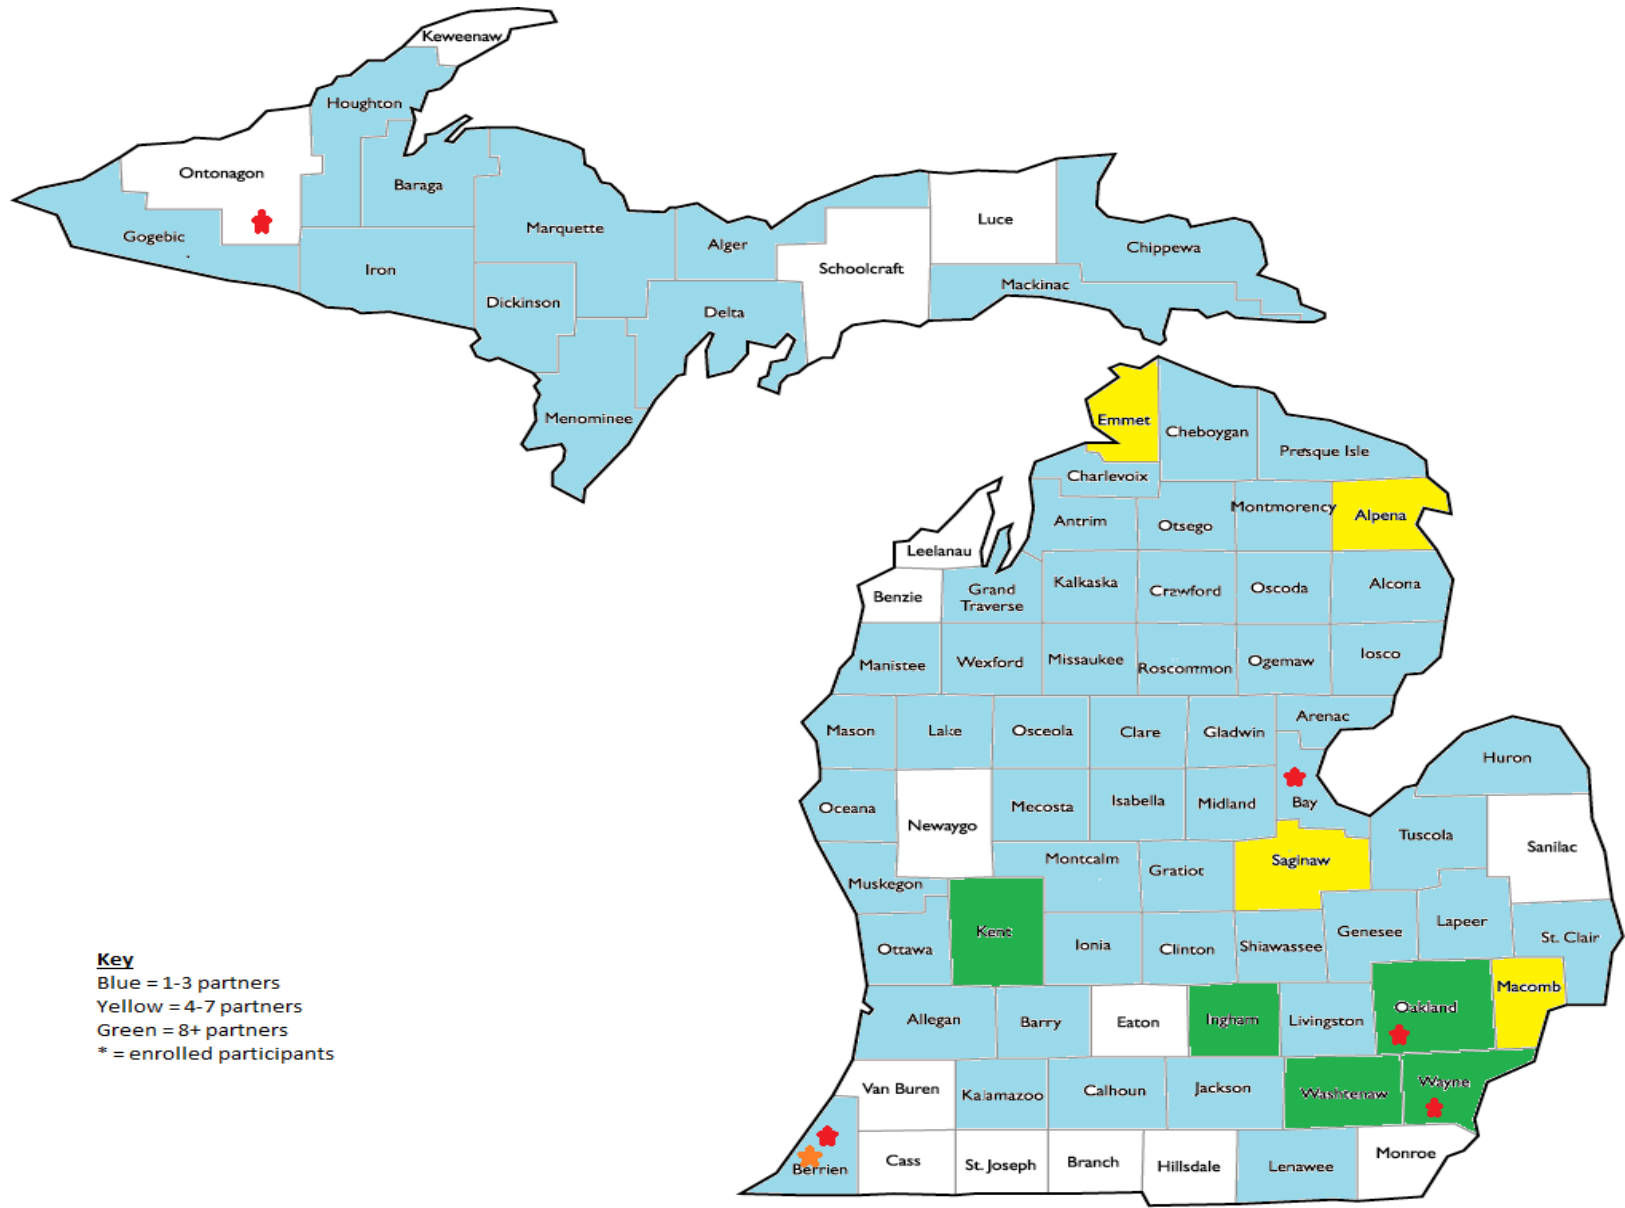 Keweenaw
Houghton
Ontonagon
Baraga
Gogebic
Marquette
Alger
Luce
Chippewa
Iron
Schoolcraft
Mackinac
Dickinson
Delta
Menominee
Emmet
Cheboygan
Presque Isle
Charlevoix
Antrim
Otsego
Montmorency
Alpena
Leelanau
Benzie
Grand
Traverse
Kalkaska
Crawford
Oscoda
Alcona
Manistee
Wexford
Missaukee
Roscommon
Ogemaw
Iosco
Mason
Lake
Osceola
Clare
Gladwin
Arenac
Huron
Oceana
Newaygo
Mecosta
Isabella
Midland
Bay
Tuscola
Sanilac
Muskegon
Montcalm
Gratiot
Saginaw
Ottawa
Kent
Ionia
Clinton
Shiawassee
Genesee
Lapeer
St. Clair
Key
Blue = 1-3 partners
Yellow = 4-7 partners
Green = 8+ partners
* = enrolled participants
Allegan
Barry
Eaton
Ingham
Livingston
Oakland
Macomb
Van Buren
Kalamazoo
Calhoun
Jackson
Washtenaw
Wayne
Berrien
Cass
St. Joseph
Branch
Hillsdale
Lenawee
Monroe